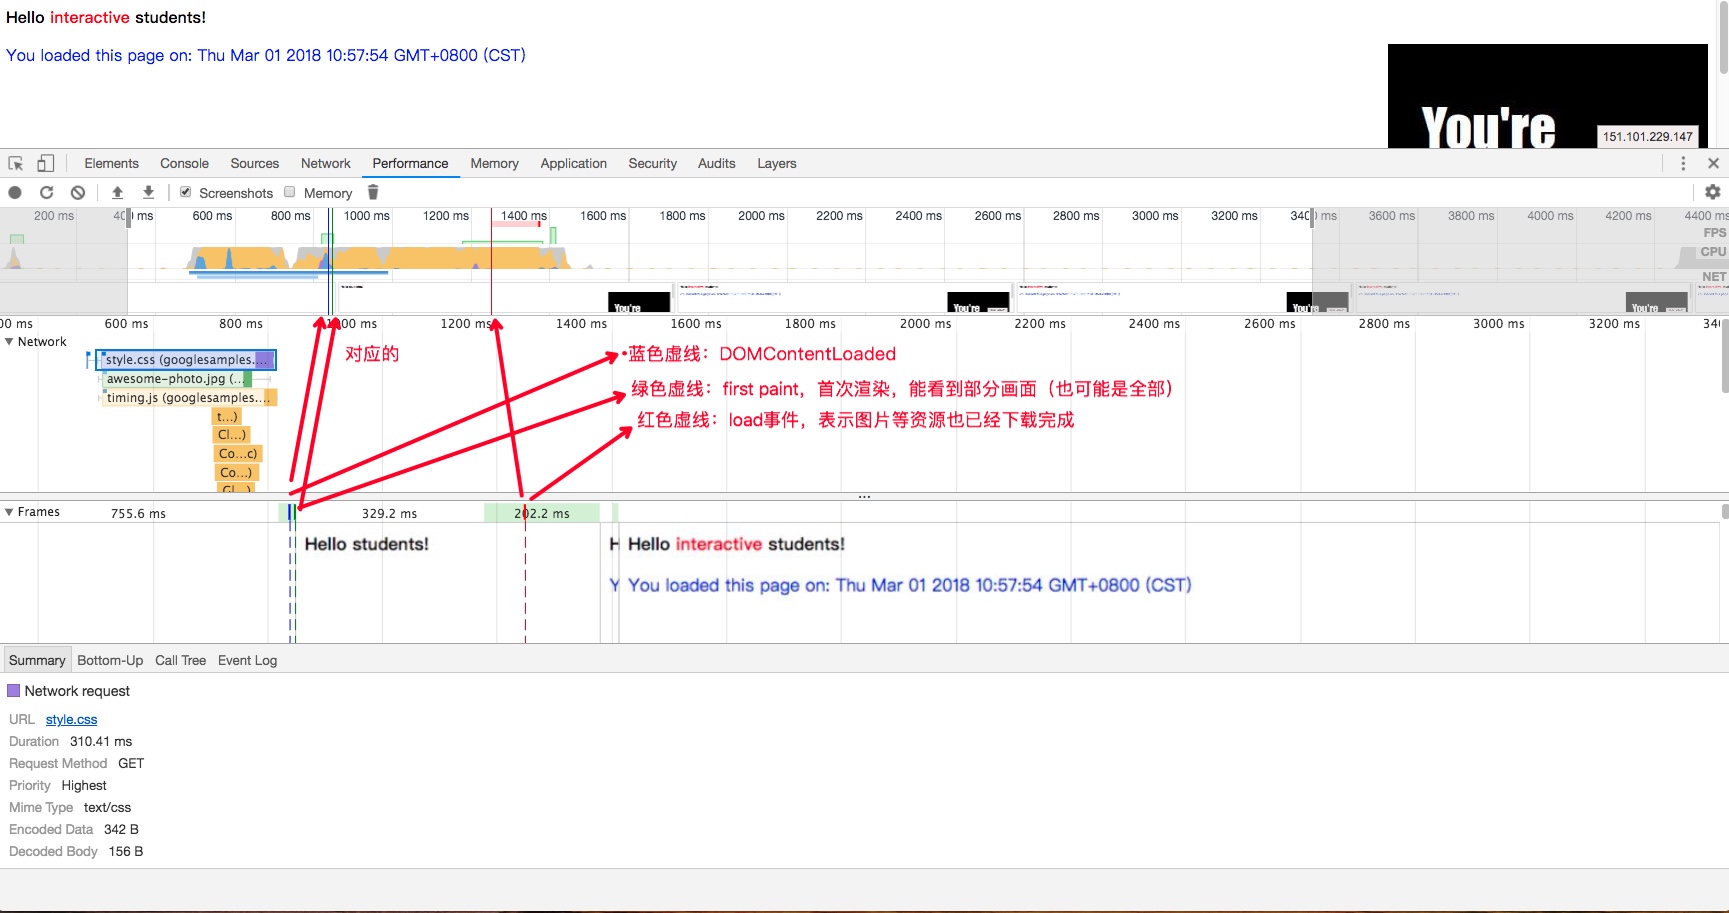 Hello interactive students!
You loaded this page on: Thu Mar 01 2018 10:57:54 GMT+0800 (CST)
You're
151.101.229.147
Elements Console Sources Network Performance Memory Application Security Audits Layers
Screenshots Memory
200 ms 40 ms 600 ms 800 ms 1000 ms 1200 ms 1400 ms 1600 ms 1800 ms 2000 ms 2200 ms 2400 ms 2600 ms 2800 ms 3000 ms 3200 ms 340 ms 3600 ms 3800 ms 4000 ms 4200 ms 4400 ms
FPS
CPU
NET
You're You're You're You're
00 ms 600 ms 800 ms 1000 ms 1200 ms 1400 ms 1600 ms 1800 ms 2000 ms 2200 ms 2400 ms 2600 ms 2800 ms 3000 ms 3200 ms 340
Network
对应的
•蓝色虚线：DOMContentLoaded
style.css (googlesamples....
awesome-photo.jpg (...
绿色虚线：first paint，首次渲染，能看到部分画面（也可能是全部）
timing.js (googlesamples....
t...)
红色虚线：load事件，表示图片等资源也已经下载完成
Cl...)
Co...c)
Co...)
Gl...)
...
Frames 755.6 ms 329.2 ms 202.2 ms
Hello students! H Hello interactive students!
Y You loaded this page on: Thu Mar 01 2018 10:57:54 GMT+0800 (CST)
Summary Bottom-Up Call Tree Event Log
Network request
URL style.css
Duration 310.41 ms
Request Method GET
Priority Highest
Mime Type text/css
Encoded Data 342 B
Decoded Body 156 B